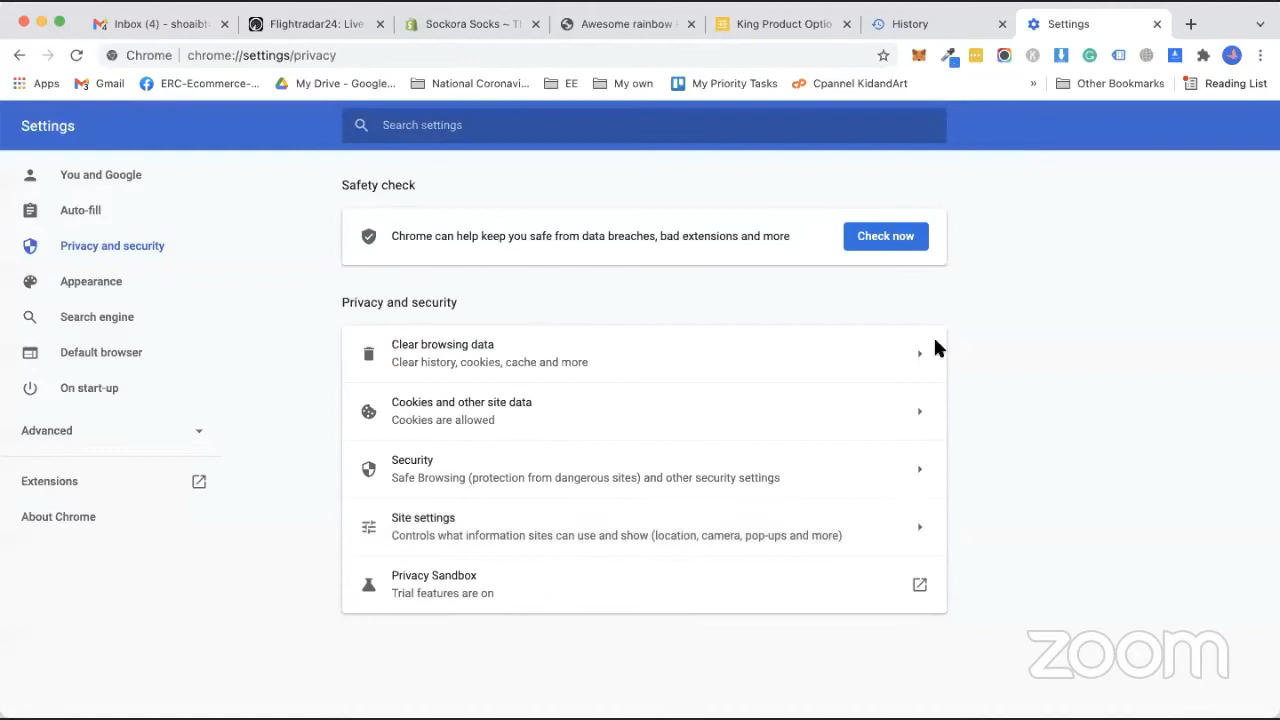 Inbox (4) - shoaibt
Flightradar24: Live
Sockora Socks ~ Th
Awesome rainbow
King Product Optio
History
Settings
Chrome
chrome://settings/privacy
Apps
Gmail
ERC-Ecommerce-...
My Drive - Google...
National Coronavi...
EE
My own
My Priority Tasks
Cpannel KidandArt
»
Other Bookmarks
Reading List
Settings
Search settings
You and Google
Auto-fill
Privacy and security
Appearance
Search engine
Default browser
On start-up
Advanced
Extensions
About Chrome
Safety check
Chrome can help keep you safe from data breaches, bad extensions and more
Check now
Privacy and security
Clear browsing data
Clear history, cookies, cache and more
Cookies and other site data
Cookies are allowed
Security
Safe Browsing (protection from dangerous sites) and other security settings
Site settings
Controls what information sites can use and show (location, camera, pop-ups and more)
Privacy Sandbox
Trial features are on
zoom